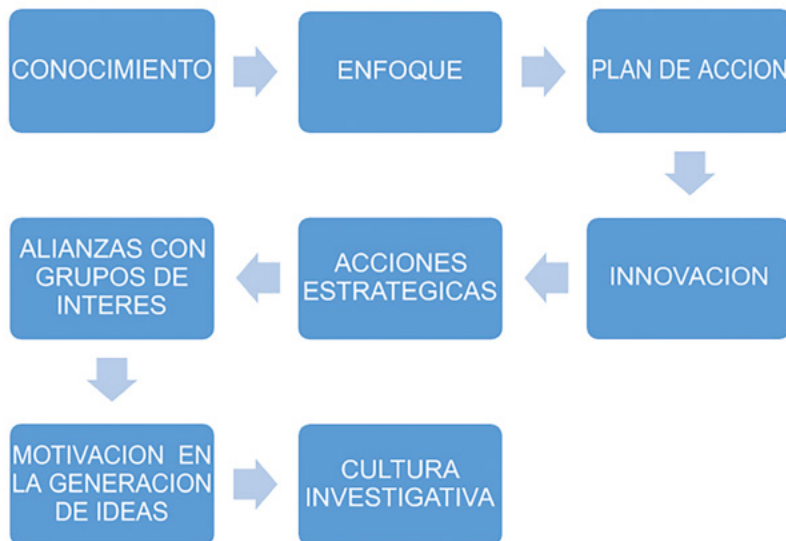 CONOCIMIENTO
ENFOQUE
PLAN DE ACCION
INNOVACION
ACCIONES
ESTRATEGICAS
ALIANZAS CON
GRUPOS DE
INTERES
MOTIVACION EN
LA GENERACION
DE IDEAS
CULTURA
INVESTIGATIVA